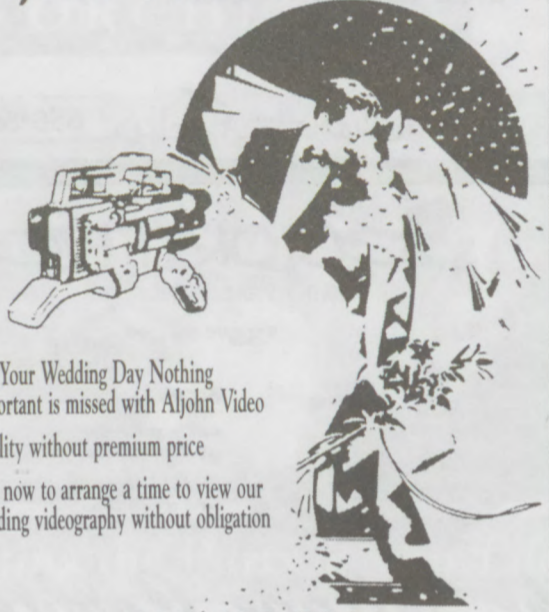 Your Wedding Day Nothing
ortant is missed with Aljohn Video
lity without premium price
now to arrange a time to view our
ding videography without obligation